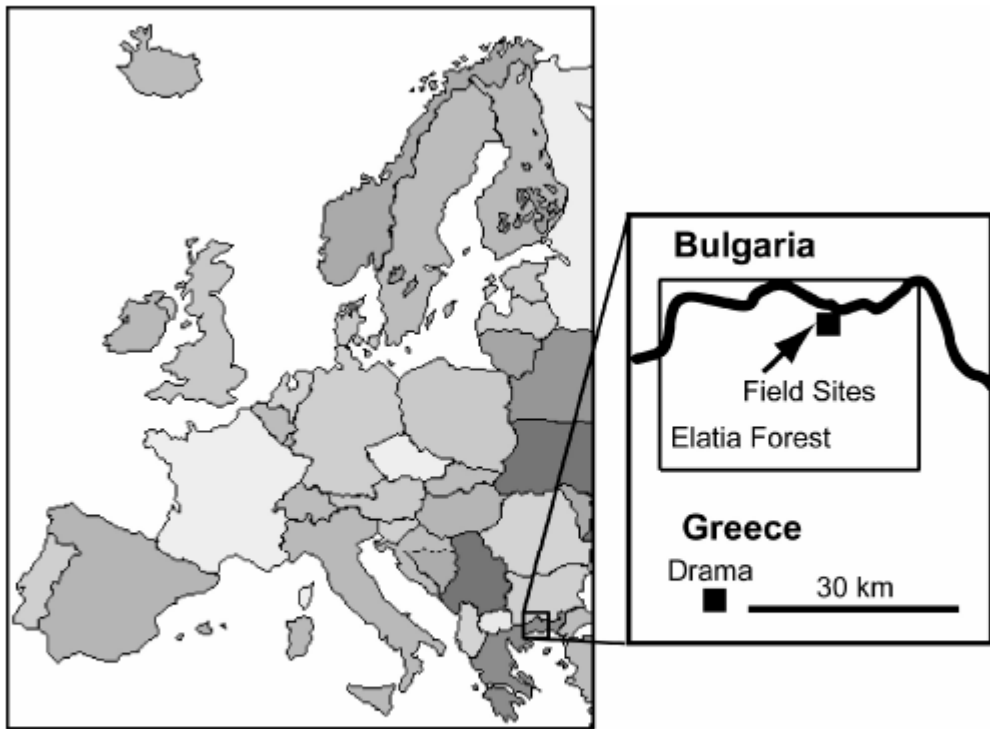 Bulgaria
Field Sites
Elatia Forest
Greece
Drama
30 km